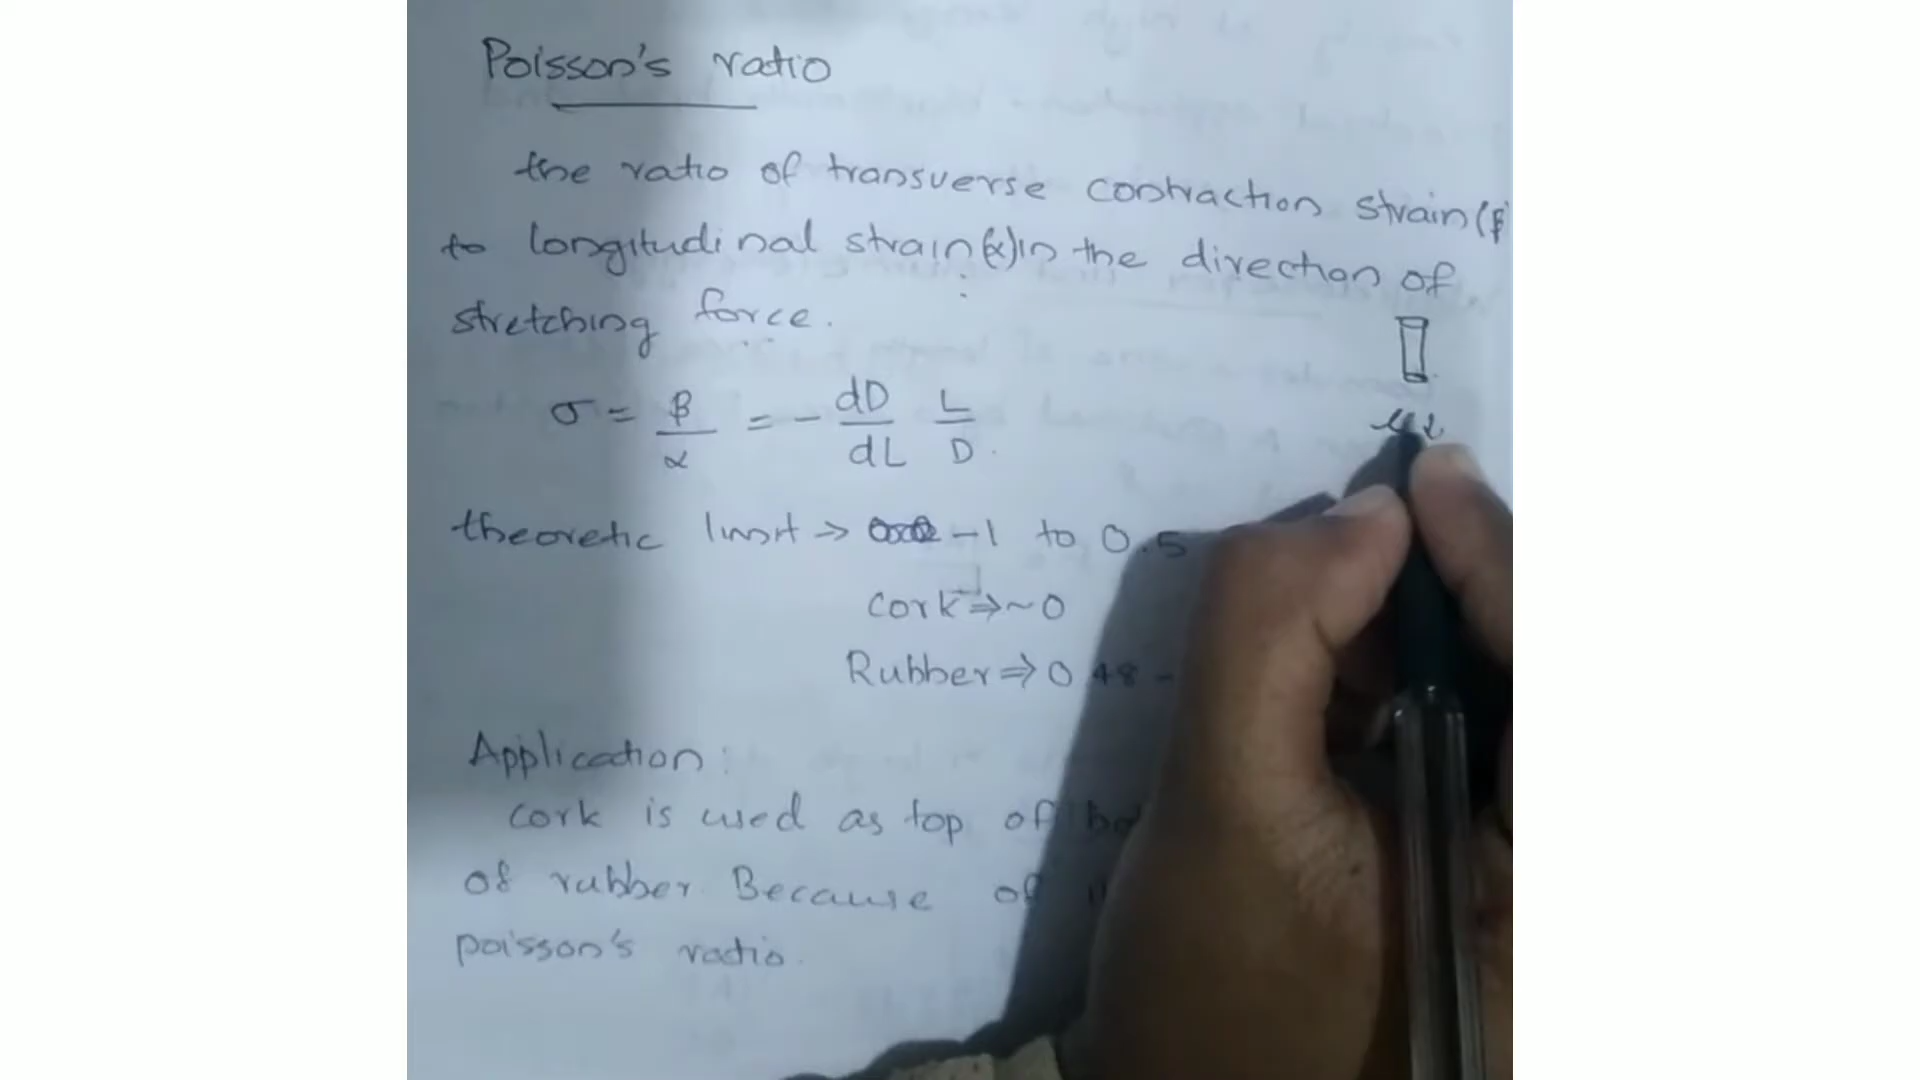 Poisson's ratio
the ratio of transverse contraction strain (β
to longitudinal strain (α) in the direction of
stretching force.
σ = β/α = - dD/dL L/D.
theoretic limit → -1 to 0.5
Cork ⇒ ~0
Rubber ⇒ 0.48 -
Application:
Cork is used as top of
of rubber Because of
poisson's ratio.